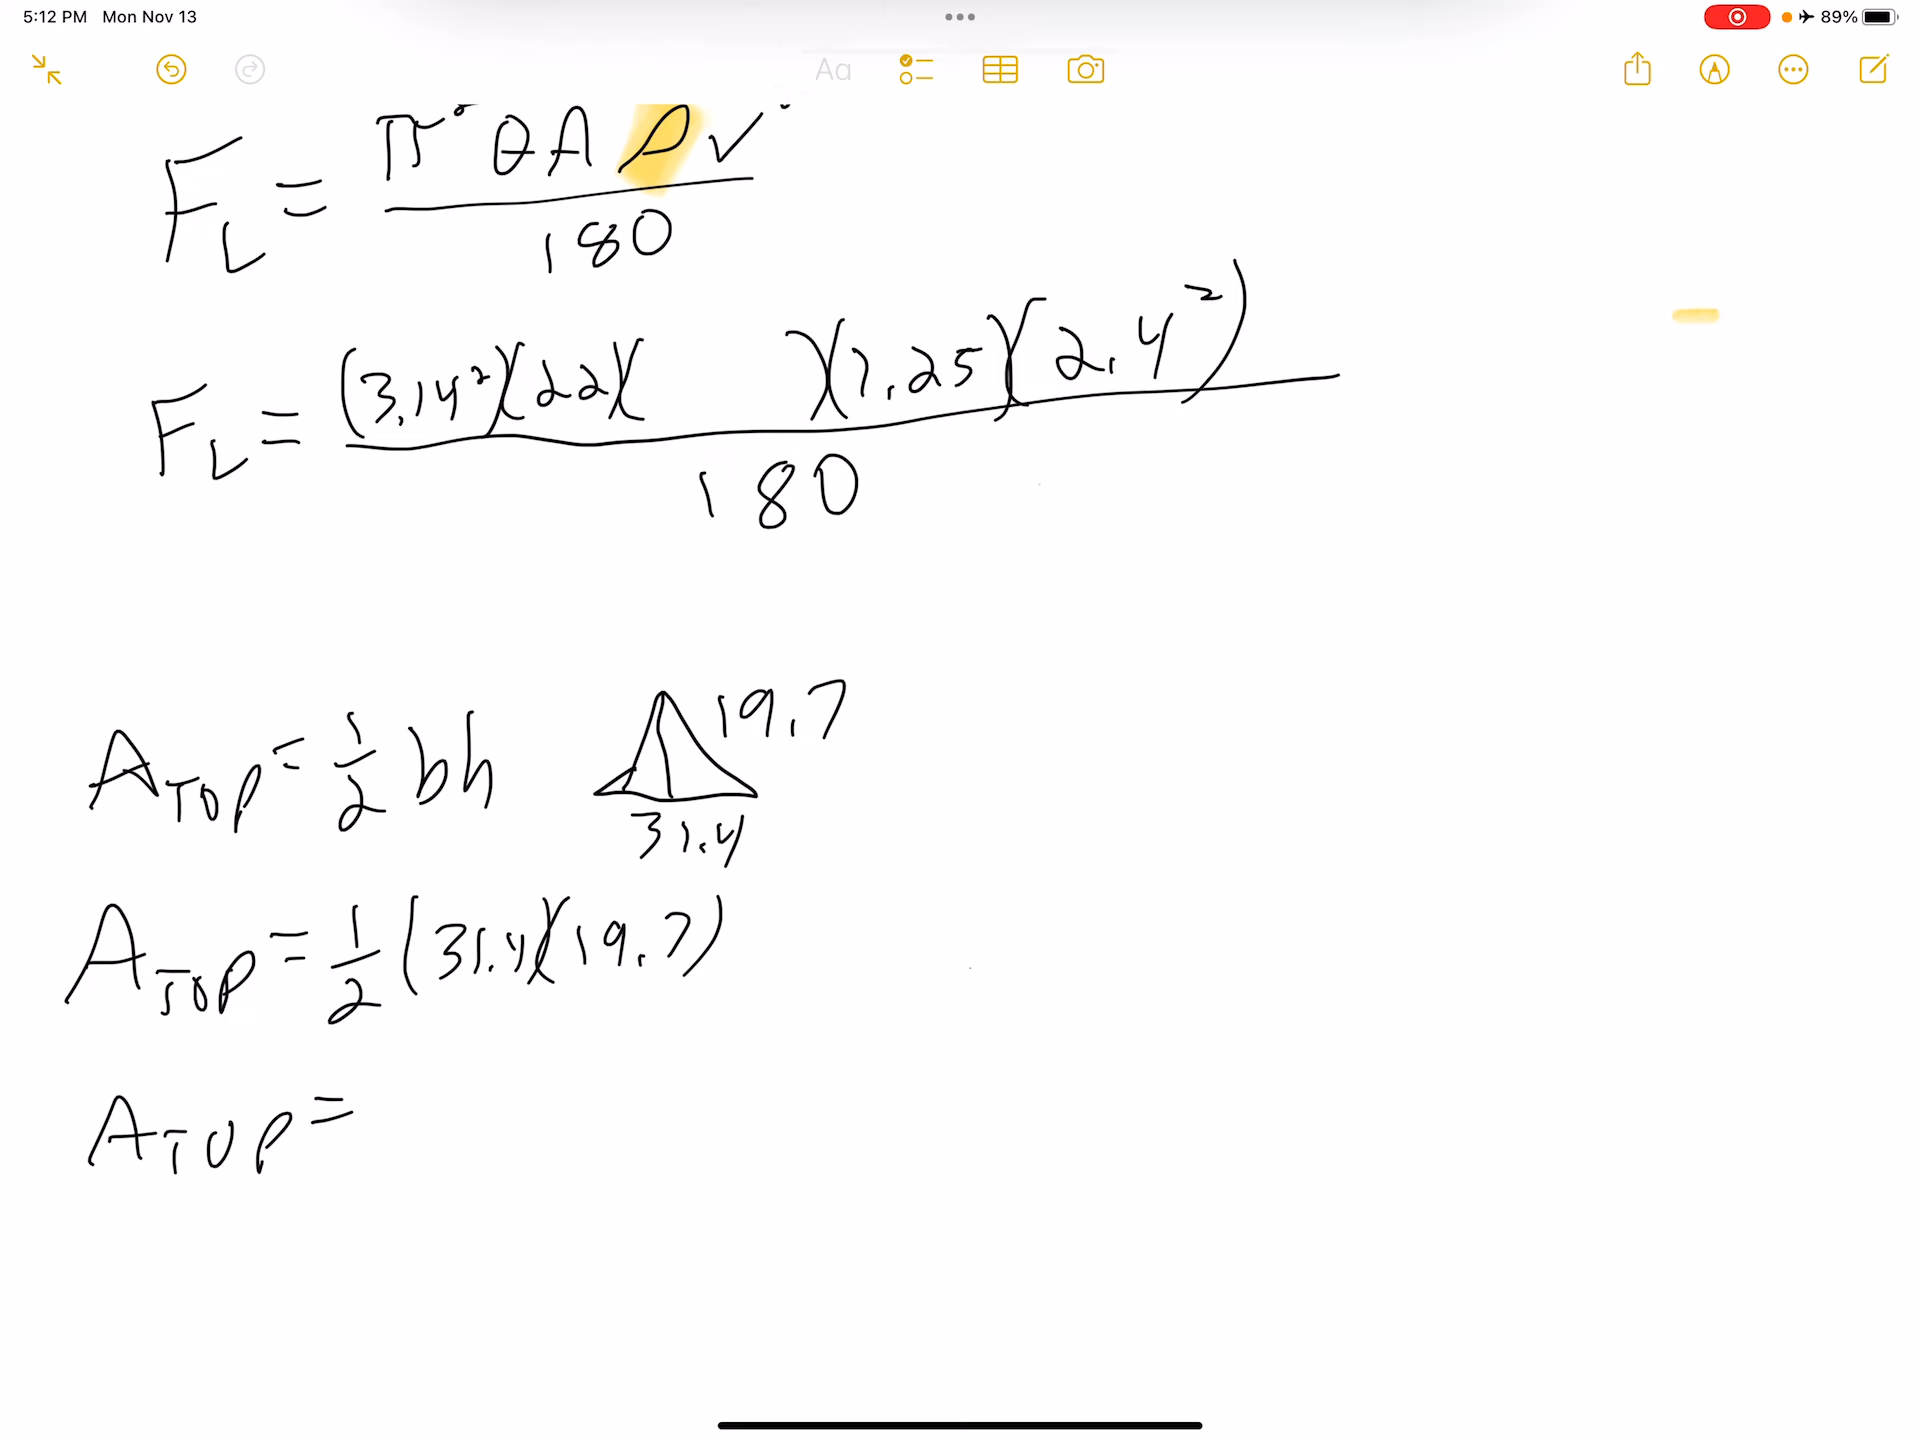 5:12 PM Mon Nov 13
89%
Aa
F_L = π² θ A ρ v² / 180
F_L = (3.14²)(22)( )(1.25)(2.4²) / 180
A_TOP = 1/2 bh
19.7
31.4
A_TOP = 1/2 (31.4)(19.7)
A_TOP =